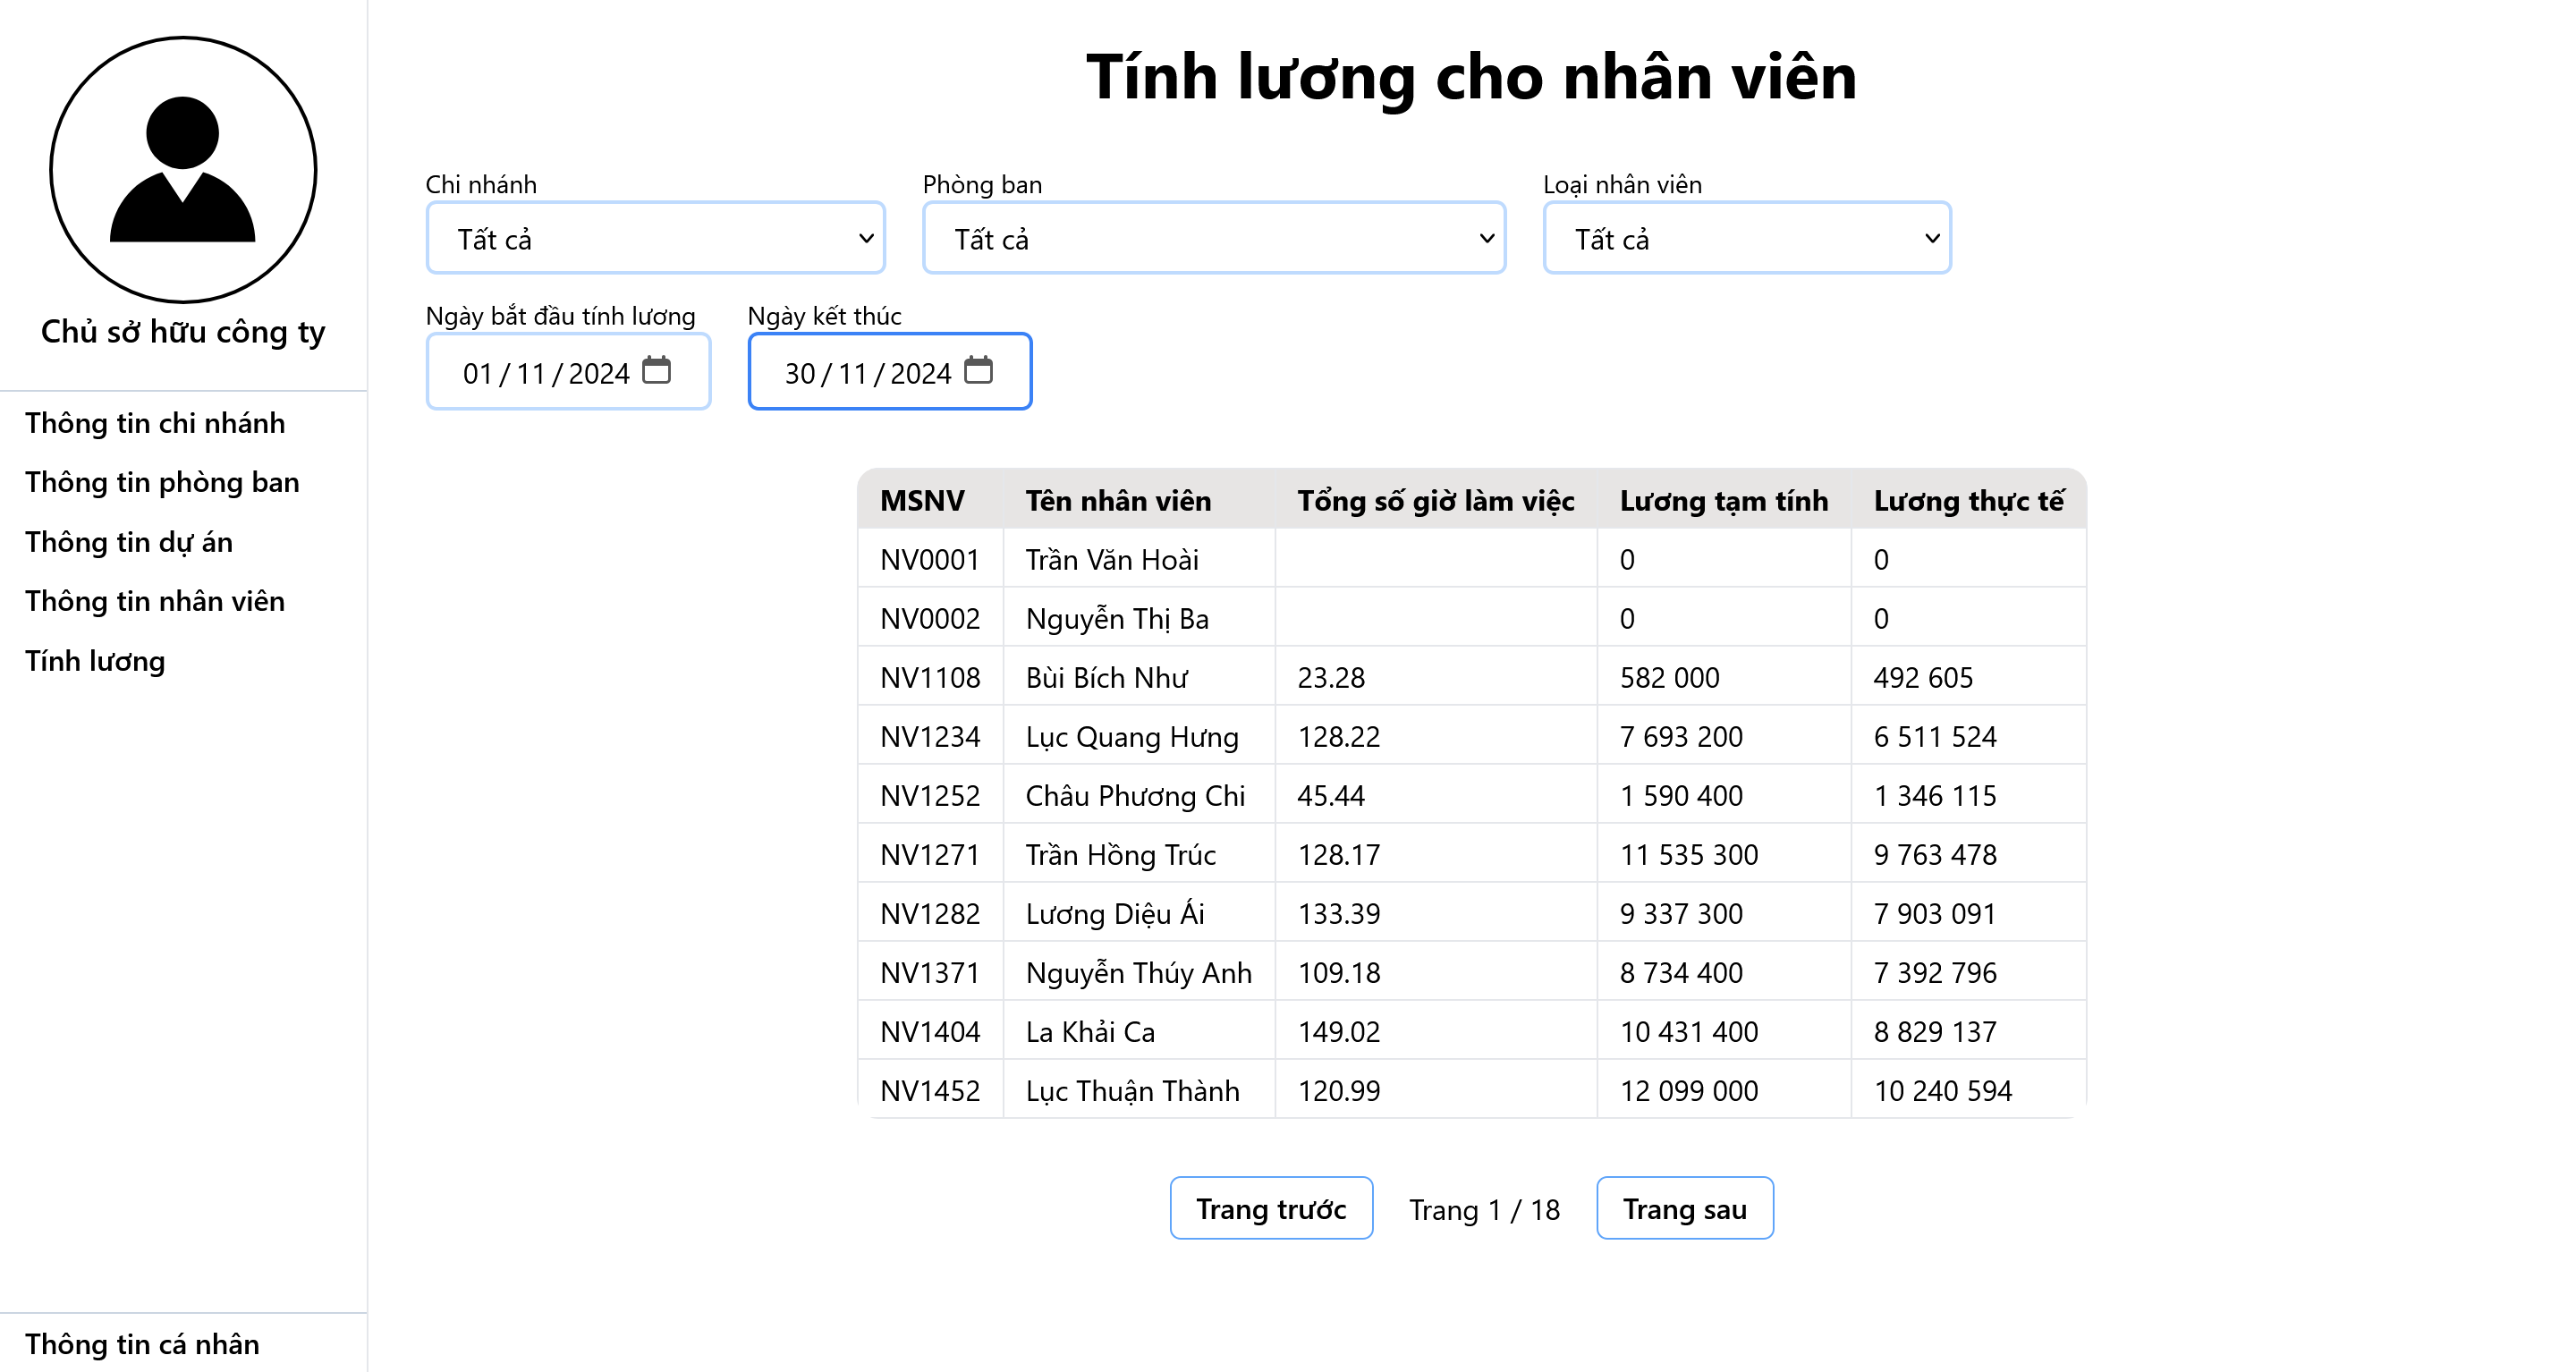 Chủ sở hữu công ty
Thông tin chi nhánh
Thông tin phòng ban
Thông tin dự án
Thông tin nhân viên
Tính lương
Thông tin cá nhân
Tính lương cho nhân viên
Chi nhánh Phòng ban Loại nhân viên
Tất cả Tất cả Tất cả
Ngày bắt đầu tính lương Ngày kết thúc
01/11/2024 30/11/2024
MSNV Tên nhân viên Tổng số giờ làm việc Lương tạm tính Lương thực tế
NV0001 Trần Văn Hoài 0 0
NV0002 Nguyễn Thị Ba 0 0
NV1108 Bùi Bích Như 23.28 582 000 492 605
NV1234 Lục Quang Hưng 128.22 7 693 200 6 511 524
NV1252 Châu Phương Chi 45.44 1 590 400 1 346 115
NV1271 Trần Hồng Trúc 128.17 11 535 300 9 763 478
NV1282 Lương Diệu Ái 133.39 9 337 300 7 903 091
NV1371 Nguyễn Thúy Anh 109.18 8 734 400 7 392 796
NV1404 La Khải Ca 149.02 10 431 400 8 829 137
NV1452 Lục Thuận Thành 120.99 12 099 000 10 240 594
Trang trước Trang 1 / 18 Trang sau